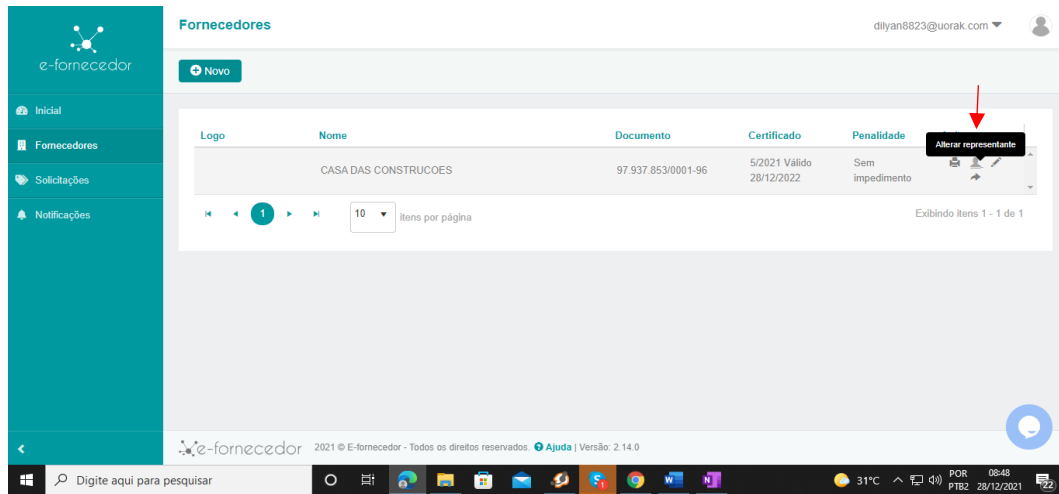 Fornecedores
dilyan8823@uorak.com
e-fornecedor
Novo
Inicial
Fornecedores
Solicitações
Notificações
Logo Nome Documento Certificado Penalidade
Alterar representante
CASA DAS CONSTRUCOES 97.937.853/0001-96 5/2021 Válido 28/12/2022 Sem impedimento
1 10 itens por página Exibindo itens 1 - 1 de 1
e-fornecedor 2021 © E-fornecedor - Todos os direitos reservados. Ajuda | Versão: 2.14.0
Digite aqui para pesquisar
31°C POR 08:48
PTB2 28/12/2021 22